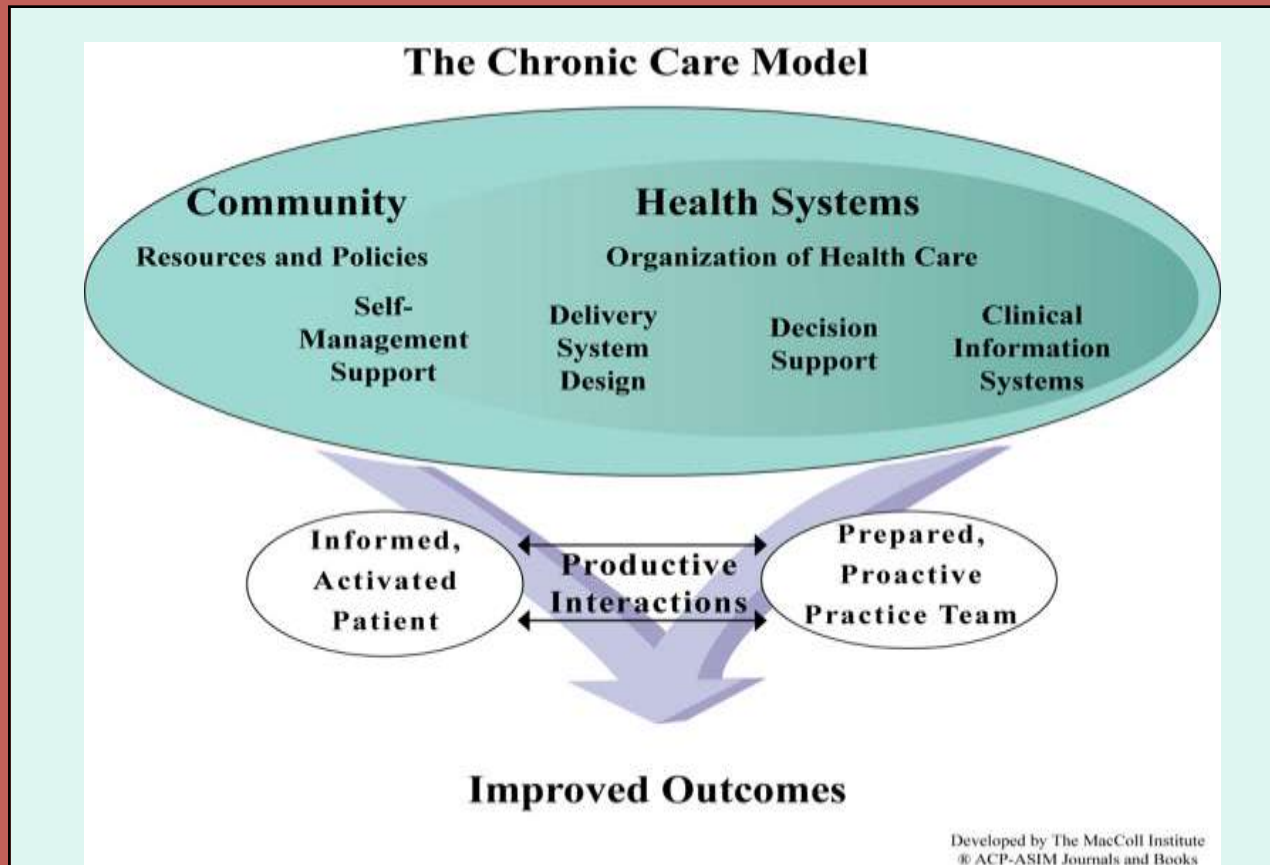 The Chronic Care Model
Community
Resources and Policies
Health Systems
Organization of Health Care
Self-
Management
Support
Delivery
System
Design
Decision
Support
Clinical
Information
Systems
Informed,
Activated
Patient
Productive
Interactions
Prepared,
Proactive
Practice Team
Improved Outcomes
Developed by The MacColl Institute
® ACP-ASIM Journals and Books